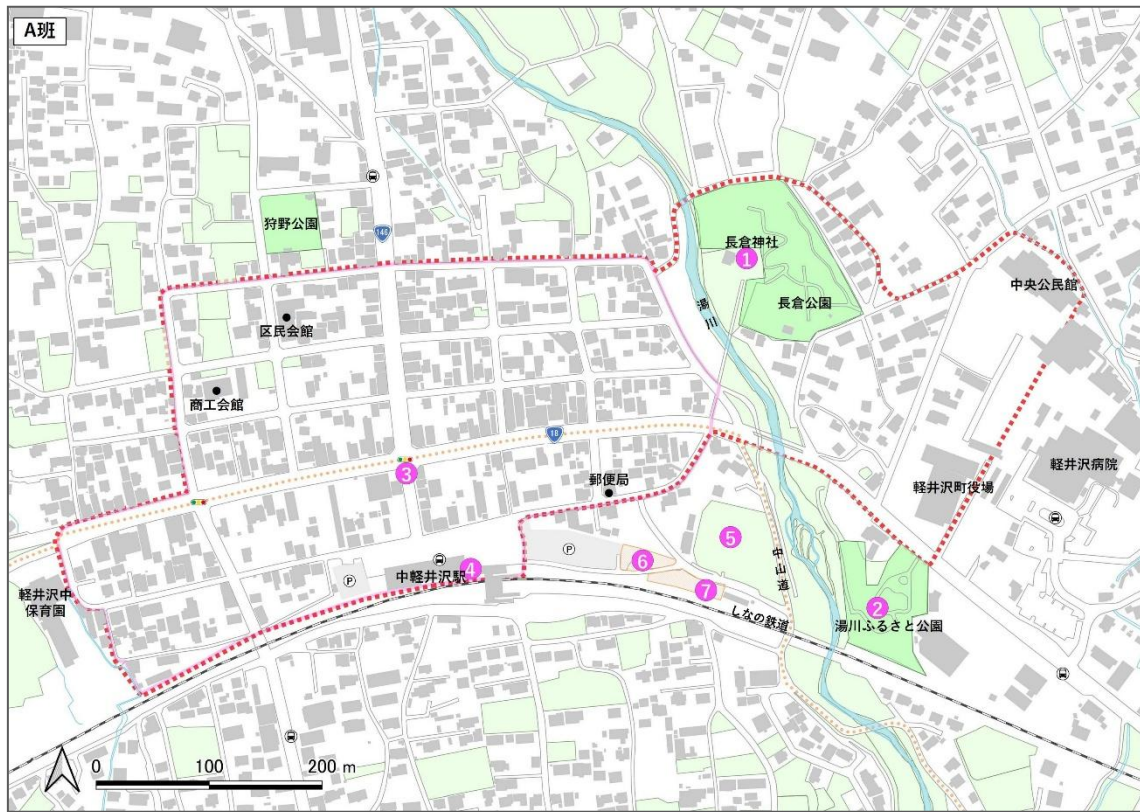 A班
狩野公園
146
長倉神社
1
長倉公園
中央公民館
湯川
区民会館
商工会館
18
3
郵便局
軽井沢町役場
軽井沢病院
5
P
6
中山道
P
中軽井沢駅
4
7
2
軽井沢中
保育園
しなの鉄道
湯川ふるさと公園
0 100 200 m